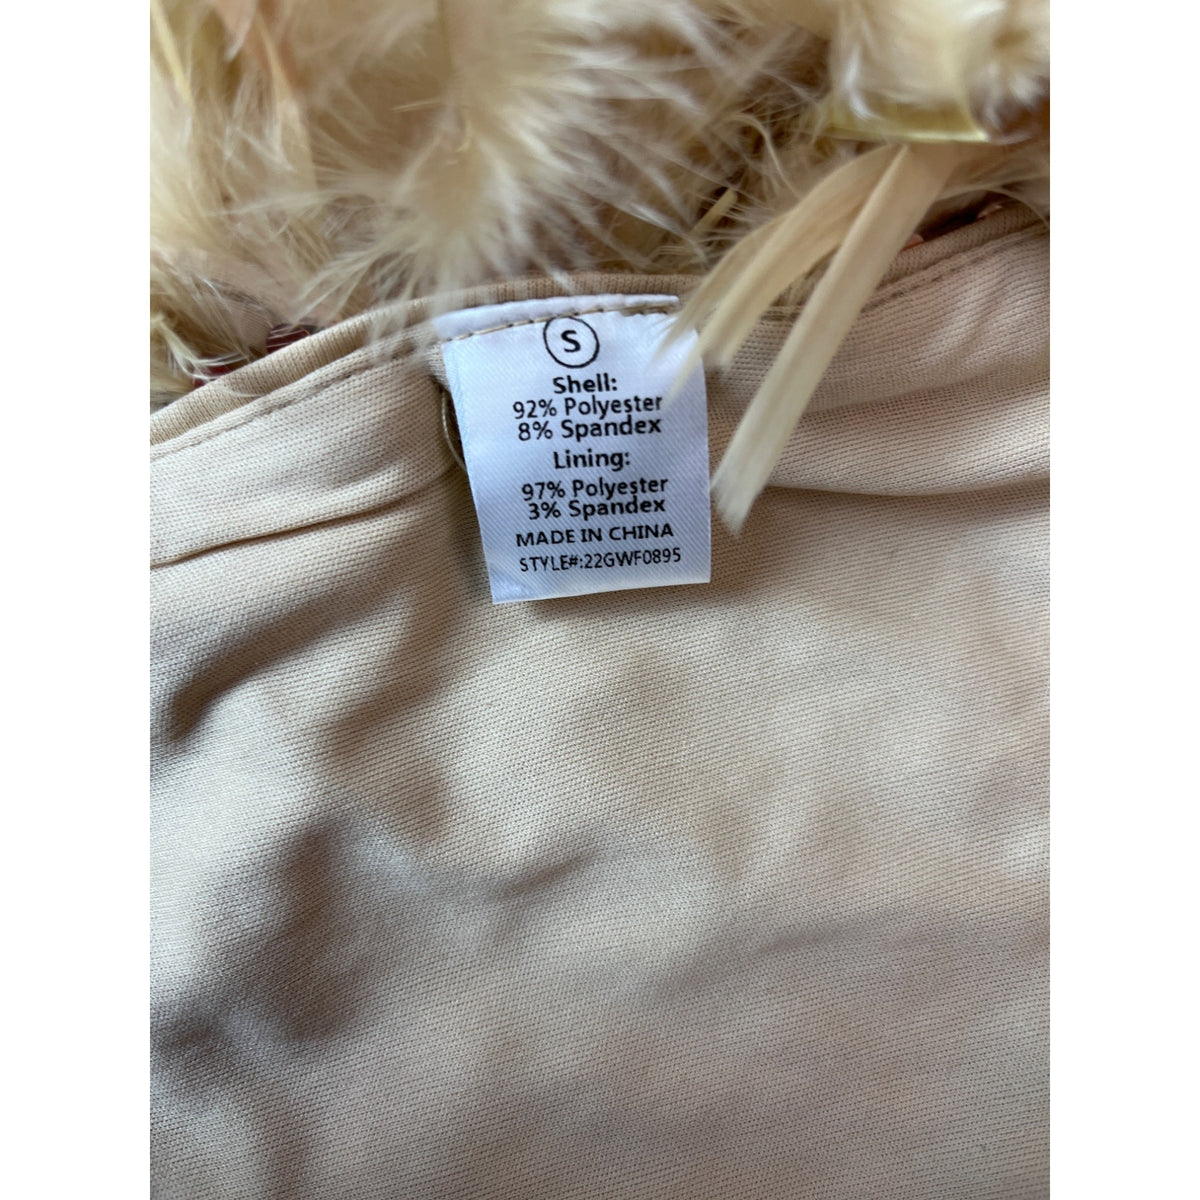 S
Shell:
92% Polyester
8% Spandex
Lining:
97% Polyester
3% Spandex
MADE IN CHINA
STYLE#:22GWF0895